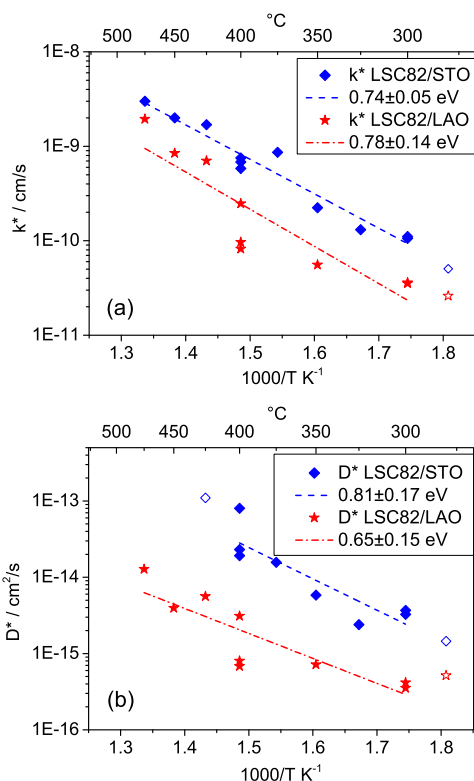 °C
500 450 400 350 300
1E-8
1E-9
1E-10
1E-11
k* / cm/s
k* LSC82/STO
0.74±0.05 eV
k* LSC82/LAO
0.78±0.14 eV
(a)
1.3 1.4 1.5 1.6 1.7 1.8
1000/T K⁻¹
°C
500 450 400 350 300
1E-13
1E-14
1E-15
1E-16
D* / cm²/s
D* LSC82/STO
0.81±0.17 eV
D* LSC82/LAO
0.65±0.15 eV
(b)
1.3 1.4 1.5 1.6 1.7 1.8
1000/T K⁻¹